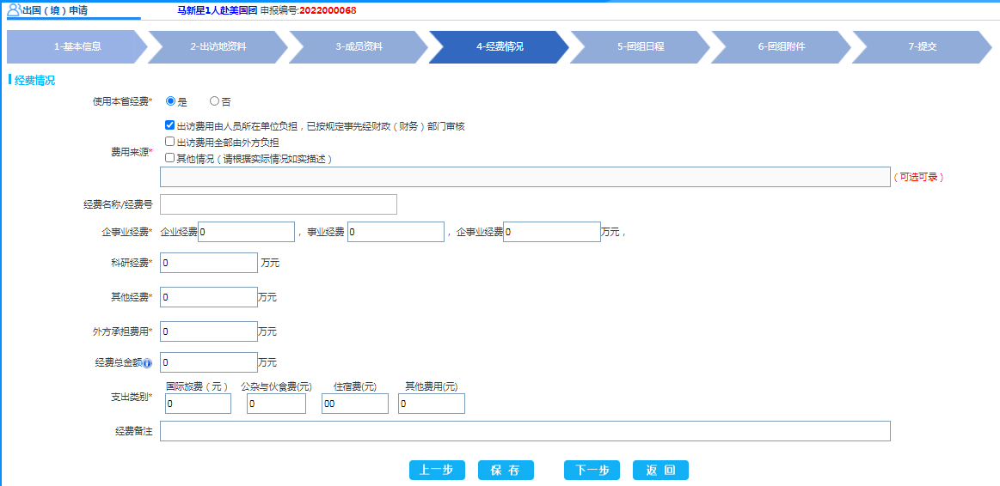 出国（境）申请 马新星1人赴美国团 申报编号:2022000068
1-基本信息 2-出访地资料 3-成员资料 4-经费情况 5-团组日程 6-团组附件 7-提交
经费情况
使用本省经费* 是 否
出访费用由人员所在单位负担，已按规定事先经财政（财务）部门审核
出访费用全部由外方负担
费用来源*
其他情况（请根据实际情况如实描述）
（可选可录）
经费名称/经费号
企事业经费* 企业经费 0 ， 事业经费 0 ， 企事业经费 0 万元，
科研经费* 0 万元
其他经费* 0 万元
外方承担费用* 0 万元
经费总金额 0 万元
国际旅费（元） 公杂与伙食费(元) 住宿费(元) 其他费用(元)
支出类别* 0 0 00 0
经费备注
上一步 保 存 下一步 返 回